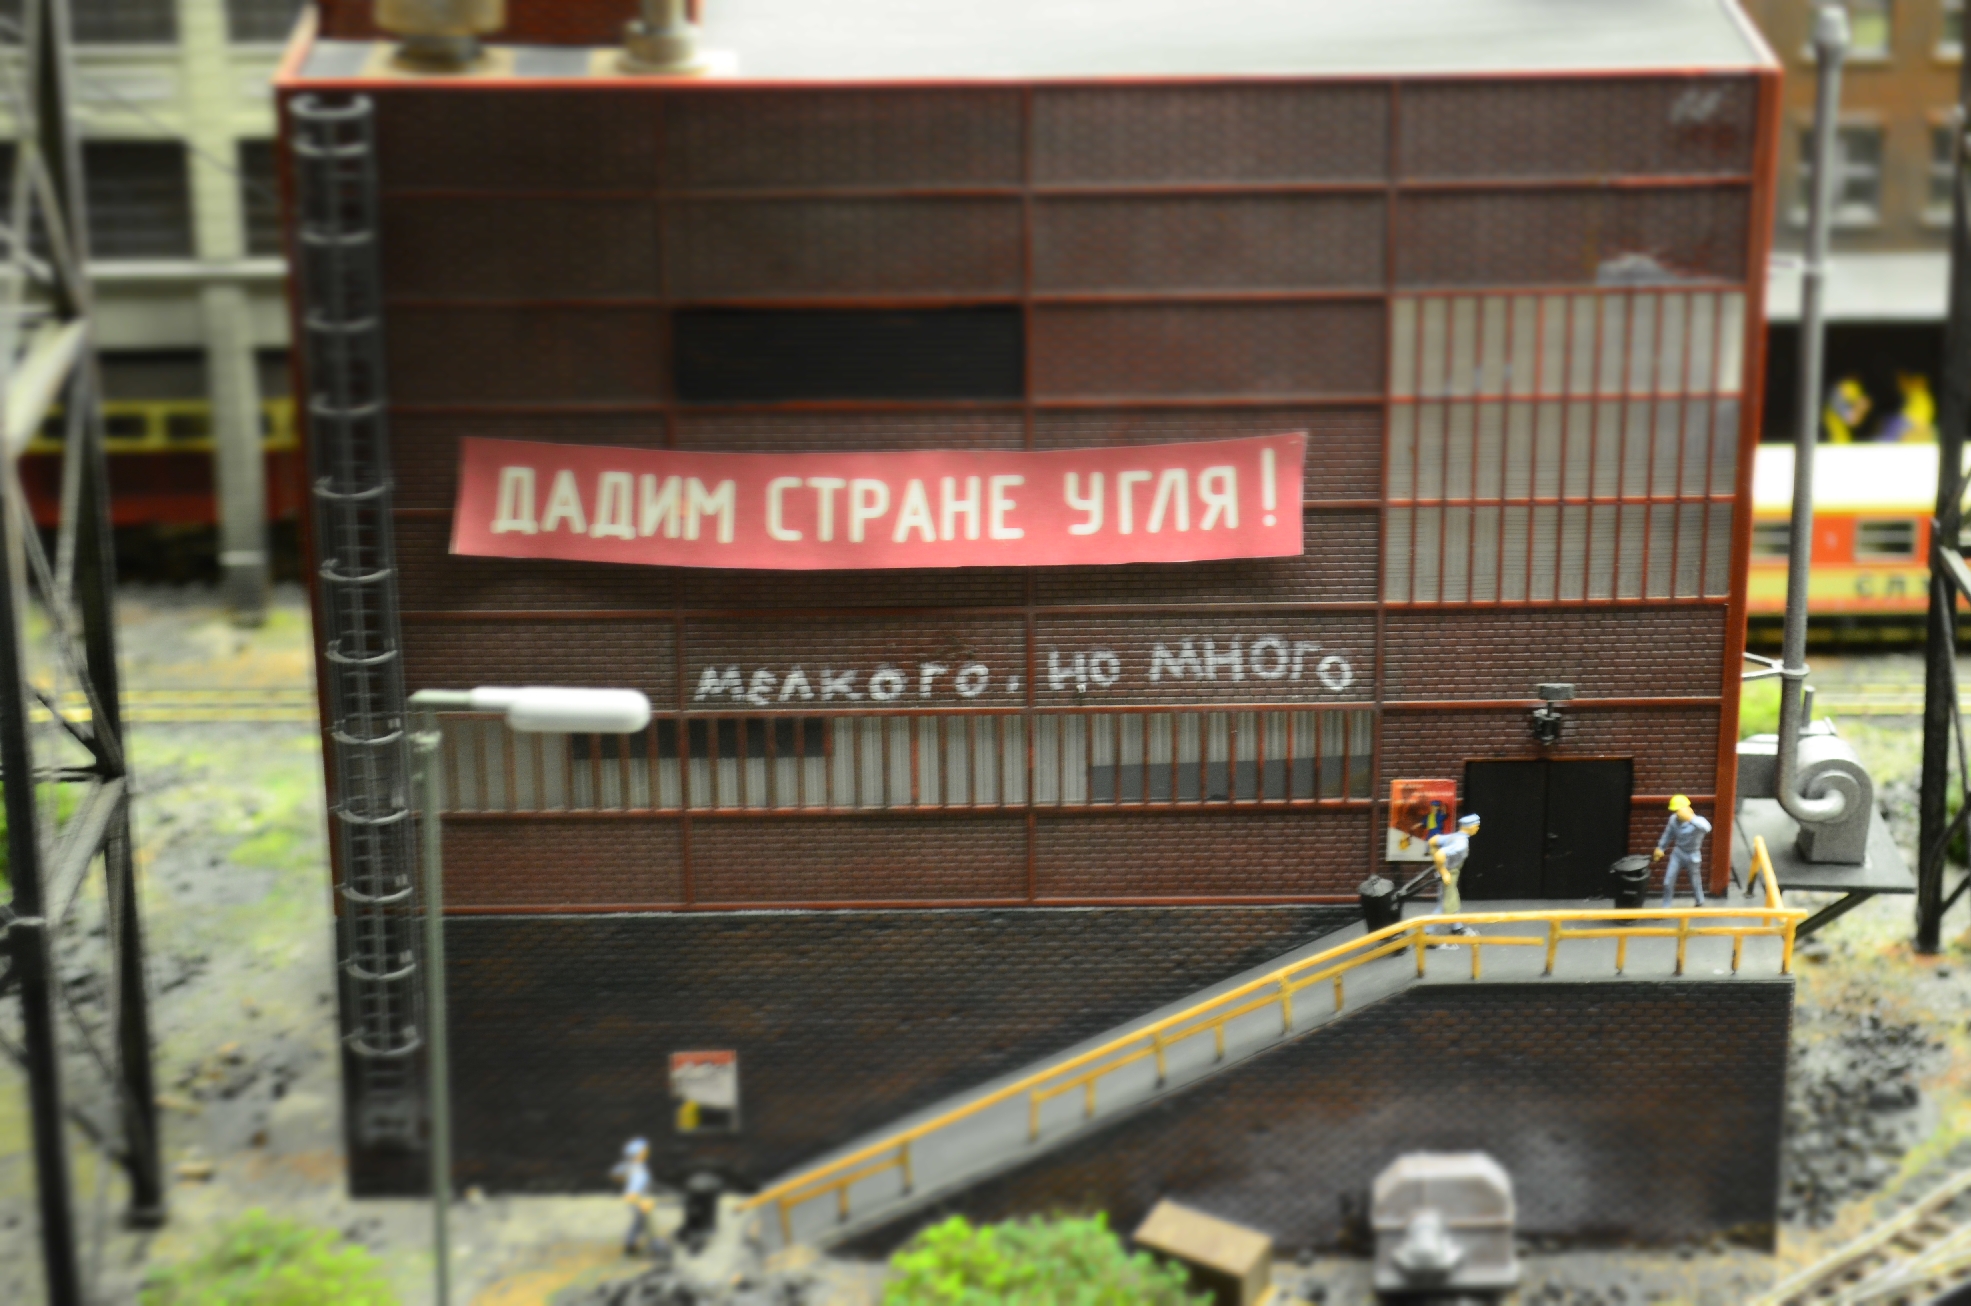 ДАДИМ СТРАНЕ УГЛЯ!
мелкого, но много